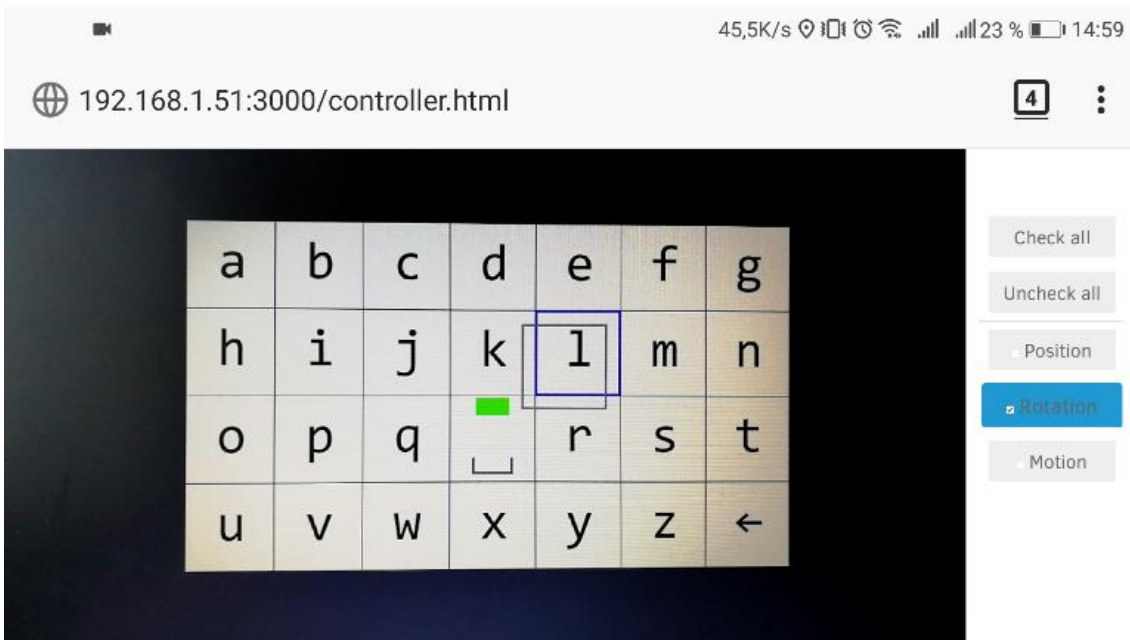 45,5K/s 23 % 14:59
192.168.1.51:3000/controller.html
4
a b c d e f g
h i j k l m n
o p q ⎵ r s t
u v w x y z ←
Check all
Uncheck all
Position
Rotation
Motion